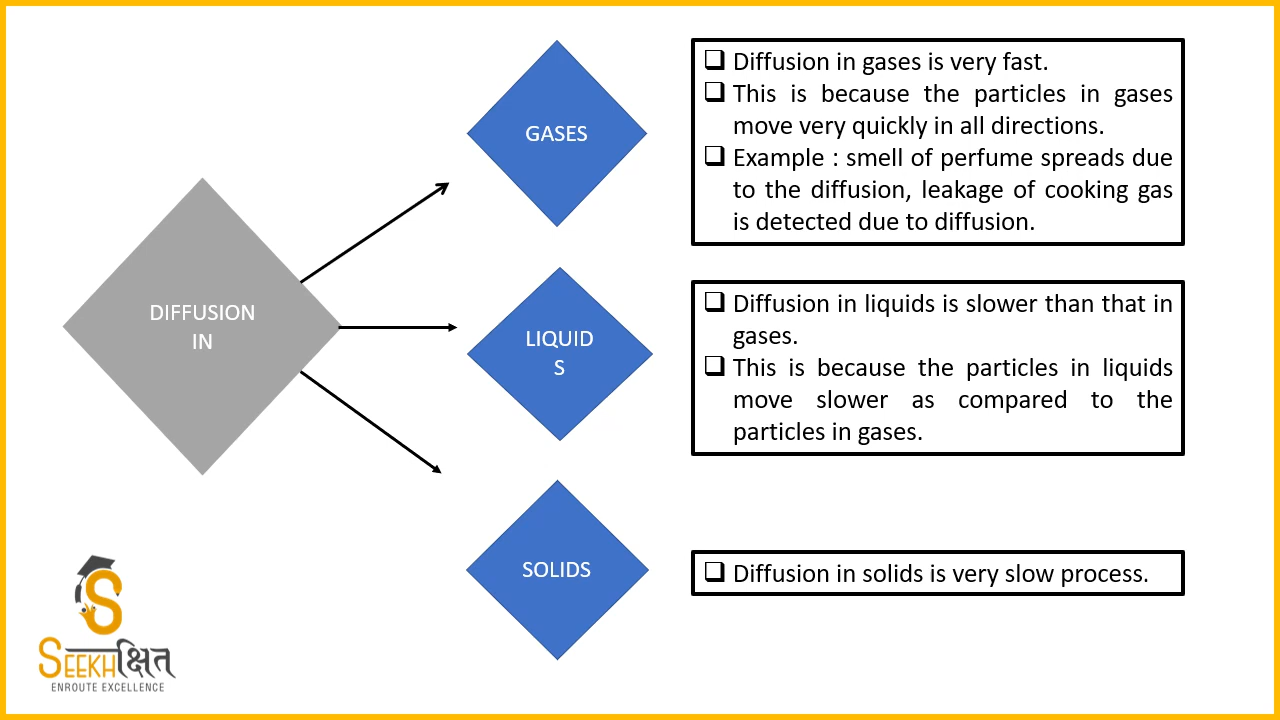 DIFFUSION
IN
GASES
❑ Diffusion in gases is very fast.
❑ This is because the particles in gases
move very quickly in all directions.
❑ Example : smell of perfume spreads due
to the diffusion, leakage of cooking gas
is detected due to diffusion.
LIQUID
S
❑ Diffusion in liquids is slower than that in
gases.
❑ This is because the particles in liquids
move slower as compared to the
particles in gases.
SOLIDS
❑ Diffusion in solids is very slow process.
S
SEEKHक्षित
ENROUTE EXCELLENCE